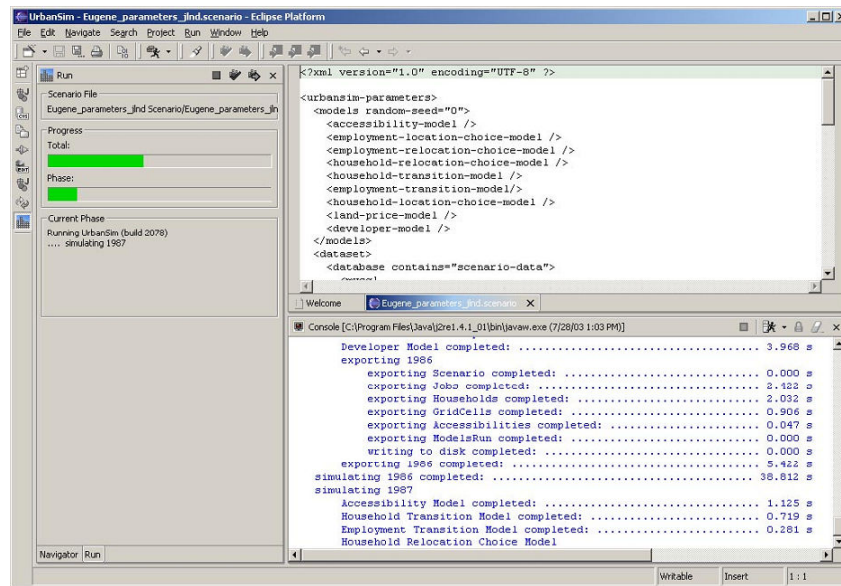 UrbanSim - Eugene_parameters_jlnd.scenario - Eclipse Platform
File Edit Navigate Search Project Run Window Help
Run
Scenario File
Eugene_parameters_jlnd Scenario/Eugene_parameters_jln
Progress
Total:
Phase:
Current Phase
Running UrbanSim (build 2078)
.... simulating 1987
Navigator Run
<?xml version="1.0" encoding="UTF-8" ?>
<urbansim-parameters>
<models random-seed="0">
<accessibility-model />
<employment-location-choice-model />
<employment-relocation-choice-model />
<household-relocation-choice-model />
<household-transition-model />
<employment-transition-model/>
<household-location-choice-model />
<land-price-model />
<developer-model />
</models>
<dataset>
<database contains="scenario-data">
Welcome Eugene_parameters_jlnd.scenario
Console [C:\Program Files\Java\j2re1.4.1_01\bin\javaw.exe (7/28/03 1:03 PM)]
Developer Model completed: .................................... 3.968 s
exporting 1986
exporting Scenario completed: .............................. 0.000 s
exporting Jobs completed: .................................. 2.422 s
exporting Households completed: ............................ 2.032 s
exporting GridCells completed: ............................. 0.906 s
exporting Accessibilities completed: ....................... 0.047 s
exporting ModelsRun completed: ............................. 0.000 s
writing to disk completed: ................................. 0.000 s
exporting 1986 completed: ..................................... 5.422 s
simulating 1986 completed: ....................................... 38.812 s
simulating 1987
Accessibility Model completed: ................................ 1.125 s
Household Transition Model completed: ......................... 0.719 s
Employment Transition Model completed: ........................ 0.281 s
Household Relocation Choice Model
Writable Insert 1 : 1